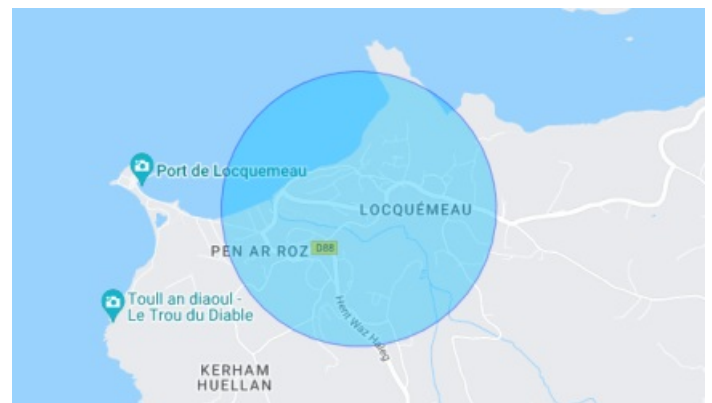 Port de Locquemeau
LOCQUÉMEAU
PEN AR ROZ
D88
Toull an diaoul -
Le Trou du Diable
Hent Waz Haleg
KERHAM
HUELLAN